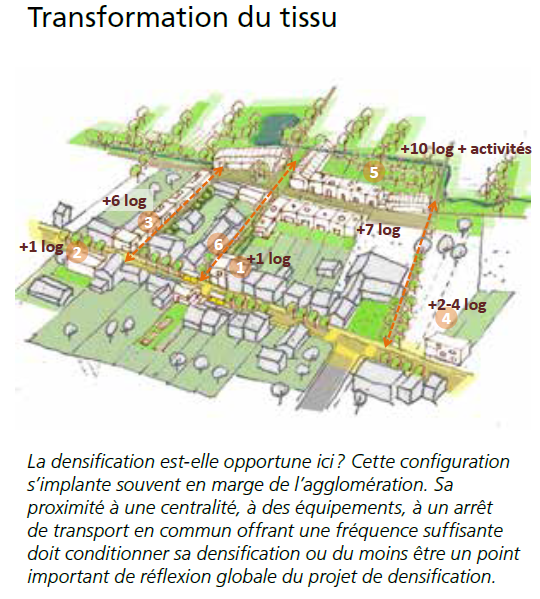 Transformation du tissu
+10 log + activités
5
+6 log
3
+7 log
+1 log
2
6
1
+1 log
+2-4 log
4
La densification est-elle opportune ici ? Cette configuration
s’implante souvent en marge de l’agglomération. Sa
proximité à une centralité, à des équipements, à un arrêt
de transport en commun offrant une fréquence suffisante
doit conditionner sa densification ou du moins être un point
important de réflexion globale du projet de densification.